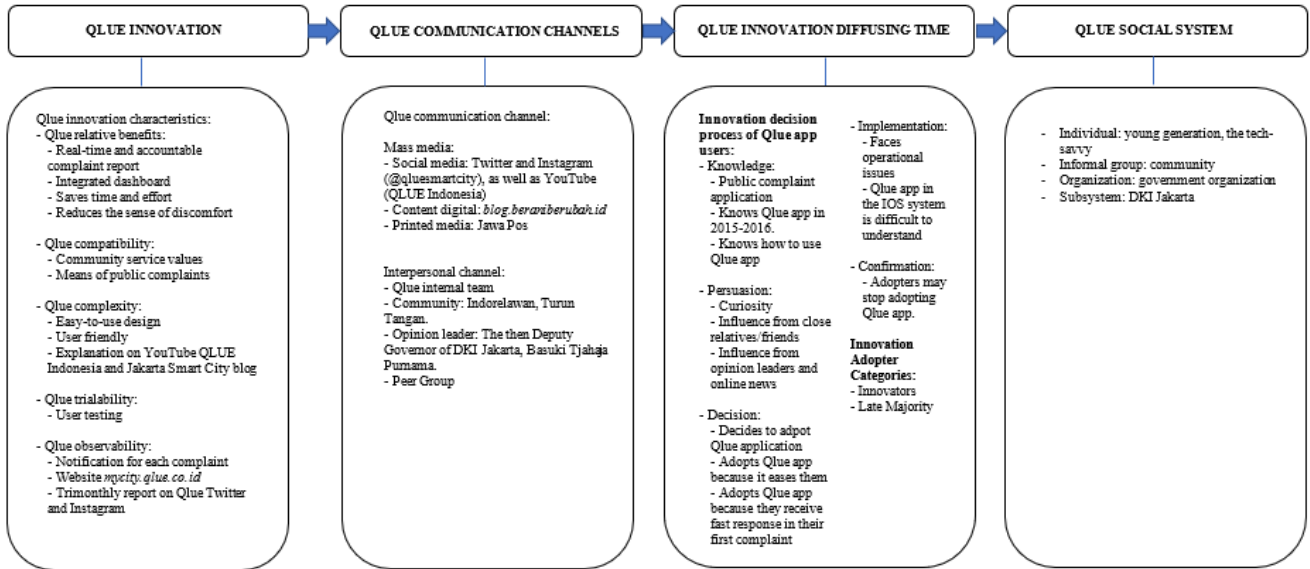 QLUE INNOVATION
QLUE COMMUNICATION CHANNELS
QLUE INNOVATION DIFFUSING TIME
QLUE SOCIAL SYSTEM
Qlue innovation characteristics:
- Qlue relative benefits:
- Real-time and accountable
complaint report
- Integrated dashboard
- Saves time and effort
- Reduces the sense of discomfort
- Qlue compatibility:
- Community service values
- Means of public complaints
- Qlue complexity:
- Easy-to-use design
- User friendly
- Explanation on YouTube QLUE
Indonesia and Jakarta Smart City blog
- Qlue trialability:
- User testing
- Qlue observability:
- Notification for each complaint
- Website mycity.qlue.co.id
- Trimonthly report on Qlue Twitter
and Instagram
Qlue communication channel:
Mass media:
- Social media: Twitter and Instagram
(@qluesmartcity), as well as YouTube
(QLUE Indonesia)
- Content digital: blog.beraniberubah.id
- Printed media: Jawa Pos
Interpersonal channel:
- Qlue internal team
- Community: Indorelawan, Turun
Tangan.
- Opinion leader: The then Deputy
Governor of DKI Jakarta, Basuki Tjahaja
Purnama.
- Peer Group
Innovation decision
process of Qlue app
users:
- Knowledge:
- Public complaint
application
- Knows Qlue app in
2015-2016.
- Knows how to use
Qlue app
- Persuasion:
- Curiosity
- Influence from close
relatives/friends
- Influence from
opinion leaders and
online news
- Decision:
- Decides to adpot
Qlue application
- Adopts Qlue app
because it eases them
- Adopts Qlue app
because they receive
fast response in their
first complaint
- Implementation:
- Faces
operational
issues
- Qlue app in
the IOS system
is difficult to
understand
- Confirmation:
- Adopters may
stop adopting
Qlue app.
Innovation
Adopter
Categories:
- Innovators
- Late Majority
- Individual: young generation, the tech-
savvy
- Informal group: community
- Organization: government organization
- Subsystem: DKI Jakarta